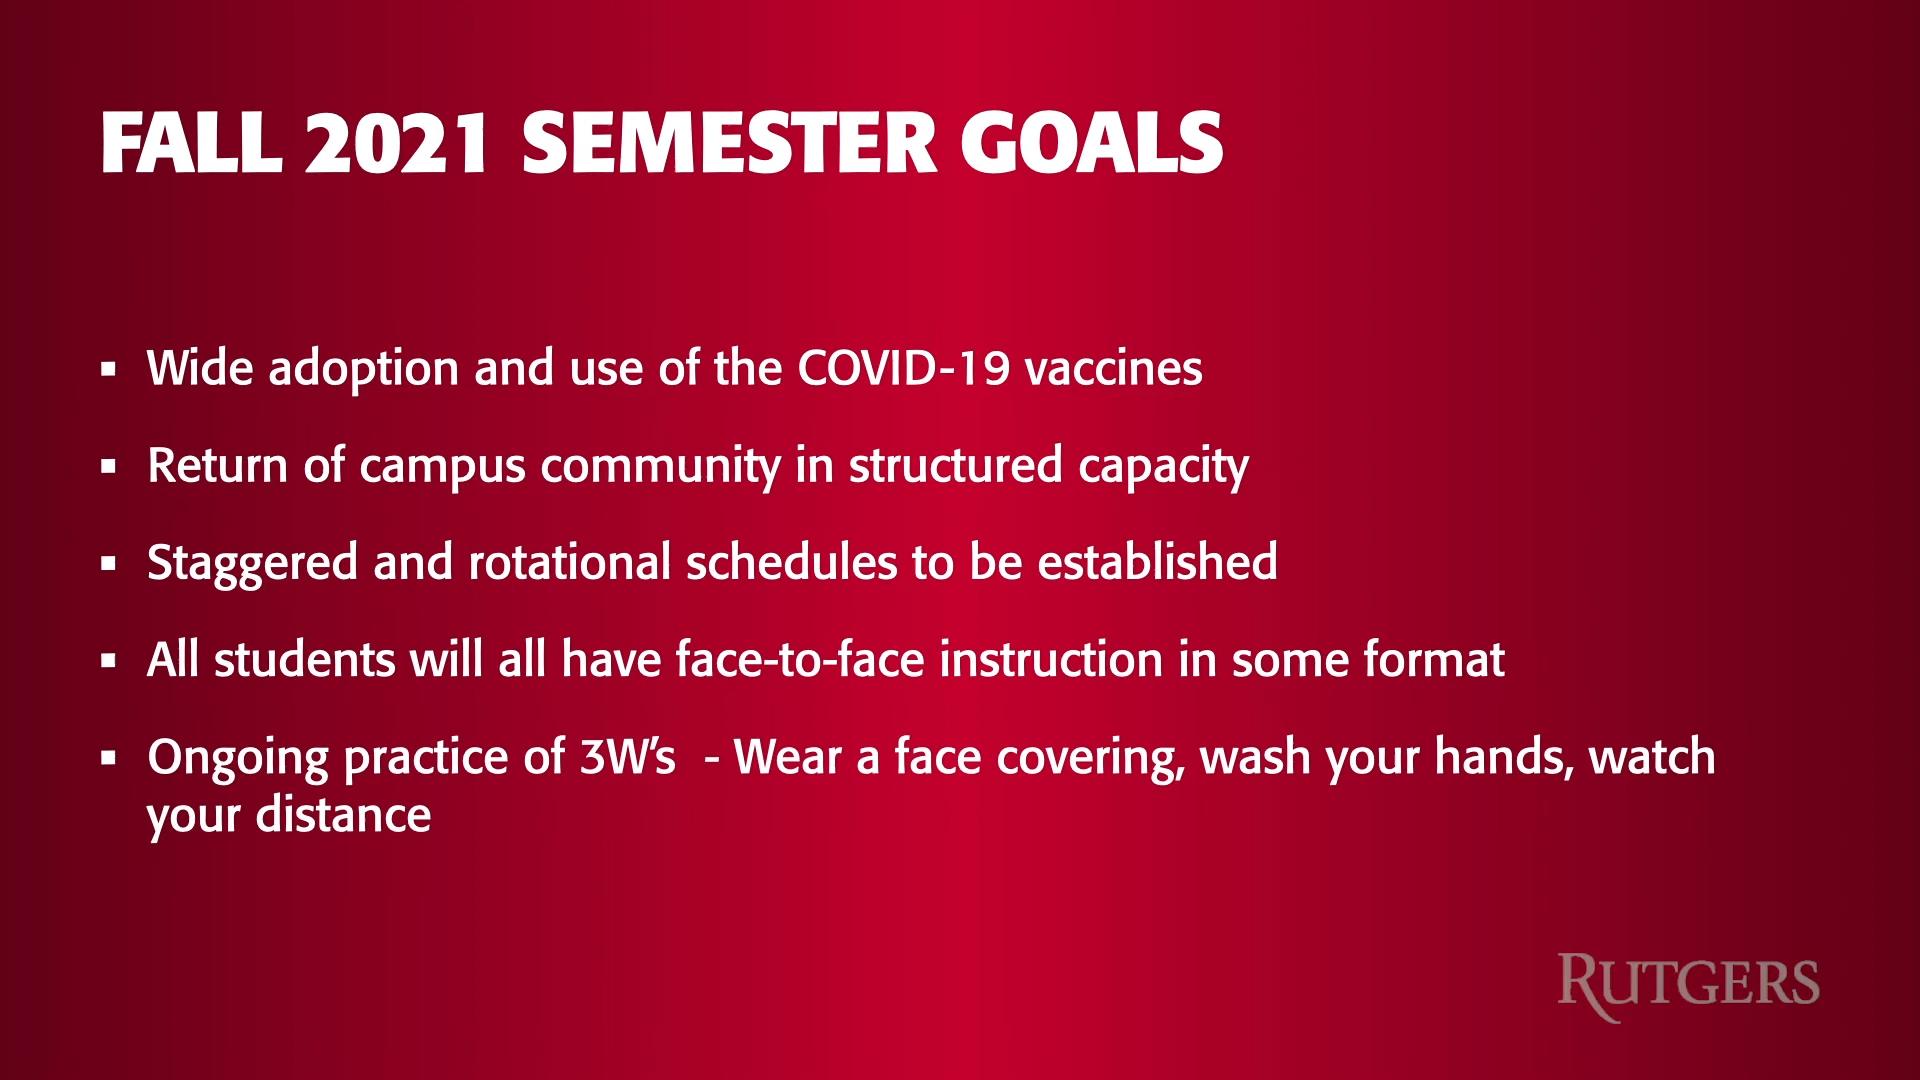 FALL 2021 SEMESTER GOALS
▪ Wide adoption and use of the COVID-19 vaccines
▪ Return of campus community in structured capacity
▪ Staggered and rotational schedules to be established
▪ All students will all have face-to-face instruction in some format
▪ Ongoing practice of 3W’s  - Wear a face covering, wash your hands, watch
your distance
RUTGERS